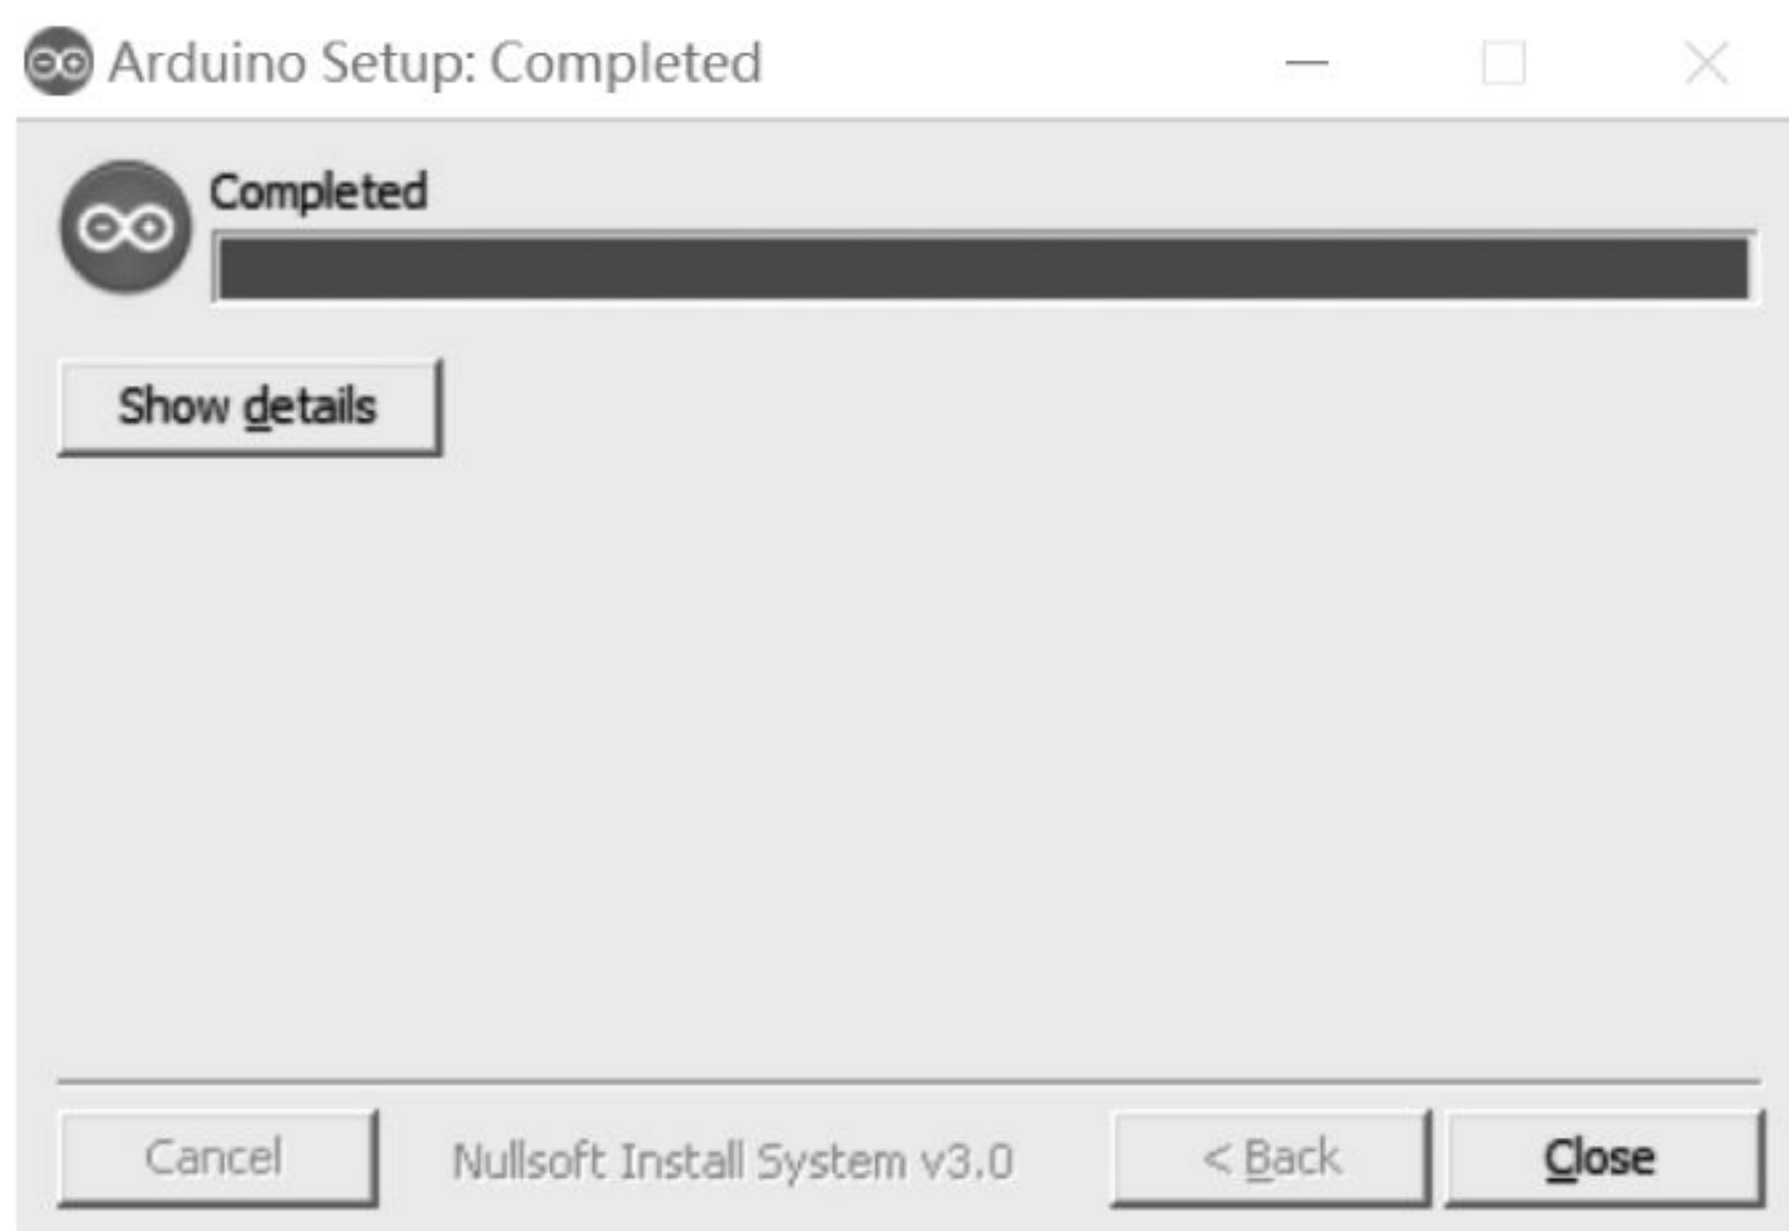 Arduino Setup: Completed
Completed
Show details
Cancel
Nullsoft Install System v3.0
< Back
Close